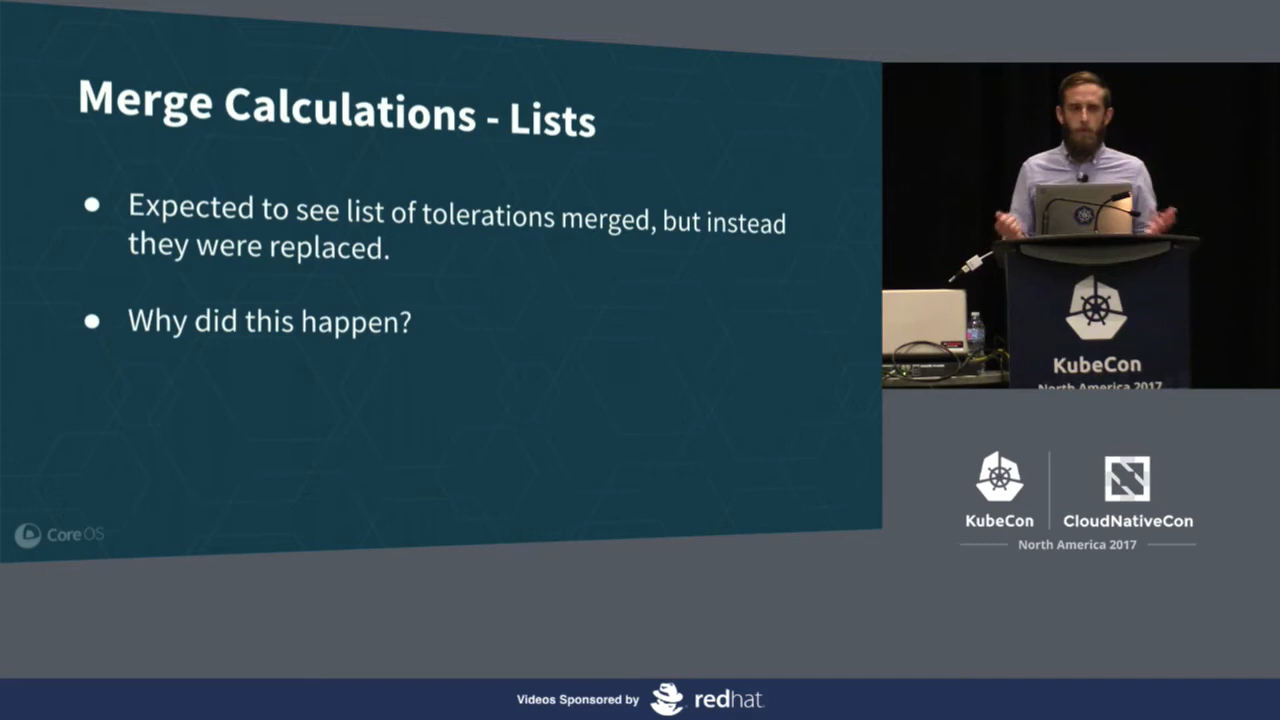 Merge Calculations - Lists
Expected to see list of tolerations merged, but instead
they were replaced.
Why did this happen?
CoreOS
KubeCon
North America 2017
KubeCon
CloudNativeCon
North America 2017
Videos Sponsored by
redhat.